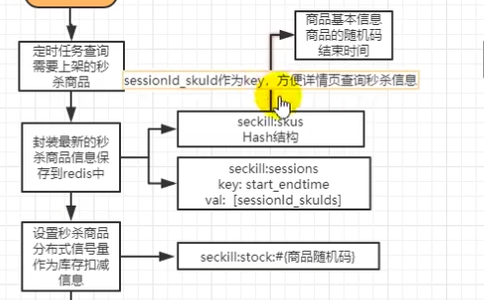 商品基本信息
商品的随机码
结束时间
定时任务查询
需要上架的秒
杀商品
sessionId_skuId作为key，方便详情页查询秒杀信息
seckill:skus
Hash结构
封装最新的秒
杀商品信息保
存到redis中
seckill:sessions
key: start_endtime
val: [sessionId_skuIds]
设置秒杀商品
分布式信号量
作为库存扣减
信息
seckill:stock:#{商品随机码}